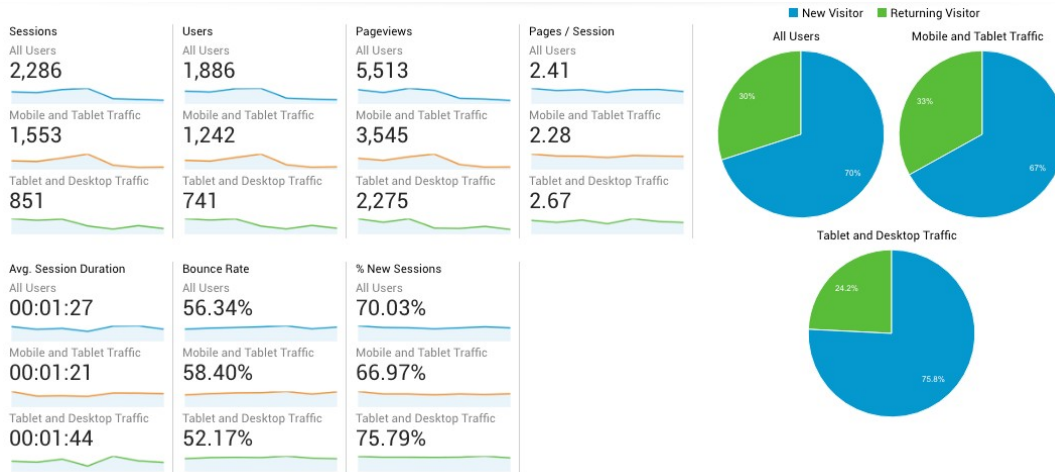 New Visitor Returning Visitor
Sessions
All Users
2,286
Mobile and Tablet Traffic
1,553
Tablet and Desktop Traffic
851
Users
All Users
1,886
Mobile and Tablet Traffic
1,242
Tablet and Desktop Traffic
741
Pageviews
All Users
5,513
Mobile and Tablet Traffic
3,545
Tablet and Desktop Traffic
2,275
Pages / Session
All Users
2.41
Mobile and Tablet Traffic
2.28
Tablet and Desktop Traffic
2.67
Avg. Session Duration
All Users
00:01:27
Mobile and Tablet Traffic
00:01:21
Tablet and Desktop Traffic
00:01:44
Bounce Rate
All Users
56.34%
Mobile and Tablet Traffic
58.40%
Tablet and Desktop Traffic
52.17%
% New Sessions
All Users
70.03%
Mobile and Tablet Traffic
66.97%
Tablet and Desktop Traffic
75.79%
All Users
30%
70%
Mobile and Tablet Traffic
33%
67%
Tablet and Desktop Traffic
24.2%
75.8%